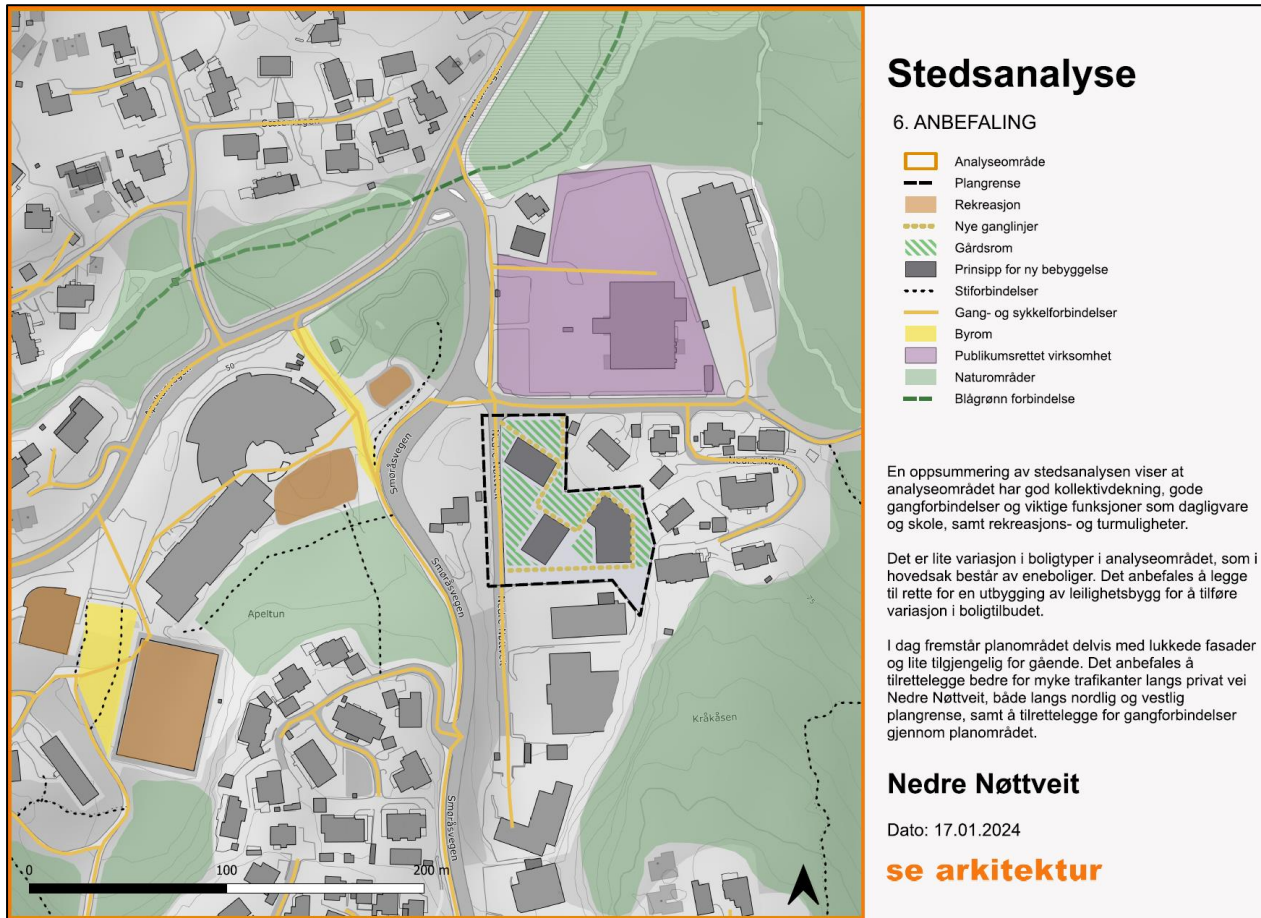 Stedsanalyse
6. ANBEFALING
Analyseområde
Plangrense
Rekreasjon
Nye ganglinjer
Gårdsrom
Prinsipp for ny bebyggelse
Stiforbindelser
Gang- og sykkelforbindelser
Byrom
Publikumsrettet virksomhet
Naturområder
Blågrønn forbindelse
En oppsummering av stedsanalysen viser at
analyseområdet har god kollektivdekning, gode
gangforbindelser og viktige funksjoner som dagligvare
og skole, samt rekreasjons- og turmuligheter.
Det er lite variasjon i boligtyper i analyseområdet, som i
hovedsak består av eneboliger. Det anbefales å legge
til rette for en utbygging av leilighetsbygg for å tilføre
variasjon i boligtilbudet.
I dag fremstår planområdet delvis med lukkede fasader
og lite tilgjengelig for gående. Det anbefales å
tilrettelegge bedre for myke trafikanter langs privat vei
Nedre Nøttveit, både langs nordlig og vestlig
plangrense, samt å tilrettelegge for gangforbindelser
gjennom planområdet.
Nedre Nøttveit
Dato: 17.01.2024
se arkitektur
50
Smøråsvegen
Nedre Nøttveit
Smøråsvegen
Apeltun
Kråkåsen
75
Smøråsvegen
0 100 200 m